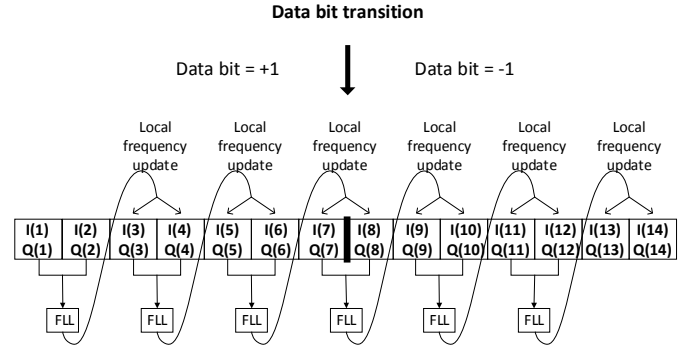 Data bit transition
Data bit = +1
Data bit = -1
Local
frequency
update
Local
frequency
update
Local
frequency
update
Local
frequency
update
Local
frequency
update
Local
frequency
update
I(1) I(2) I(3) I(4) I(5) I(6) I(7) I(8) I(9) I(10) I(11) I(12) I(13) I(14)
Q(1) Q(2) Q(3) Q(4) Q(5) Q(6) Q(7) Q(8) Q(9) Q(10) Q(11) Q(12) Q(13) Q(14)
FLL FLL FLL FLL FLL FLL